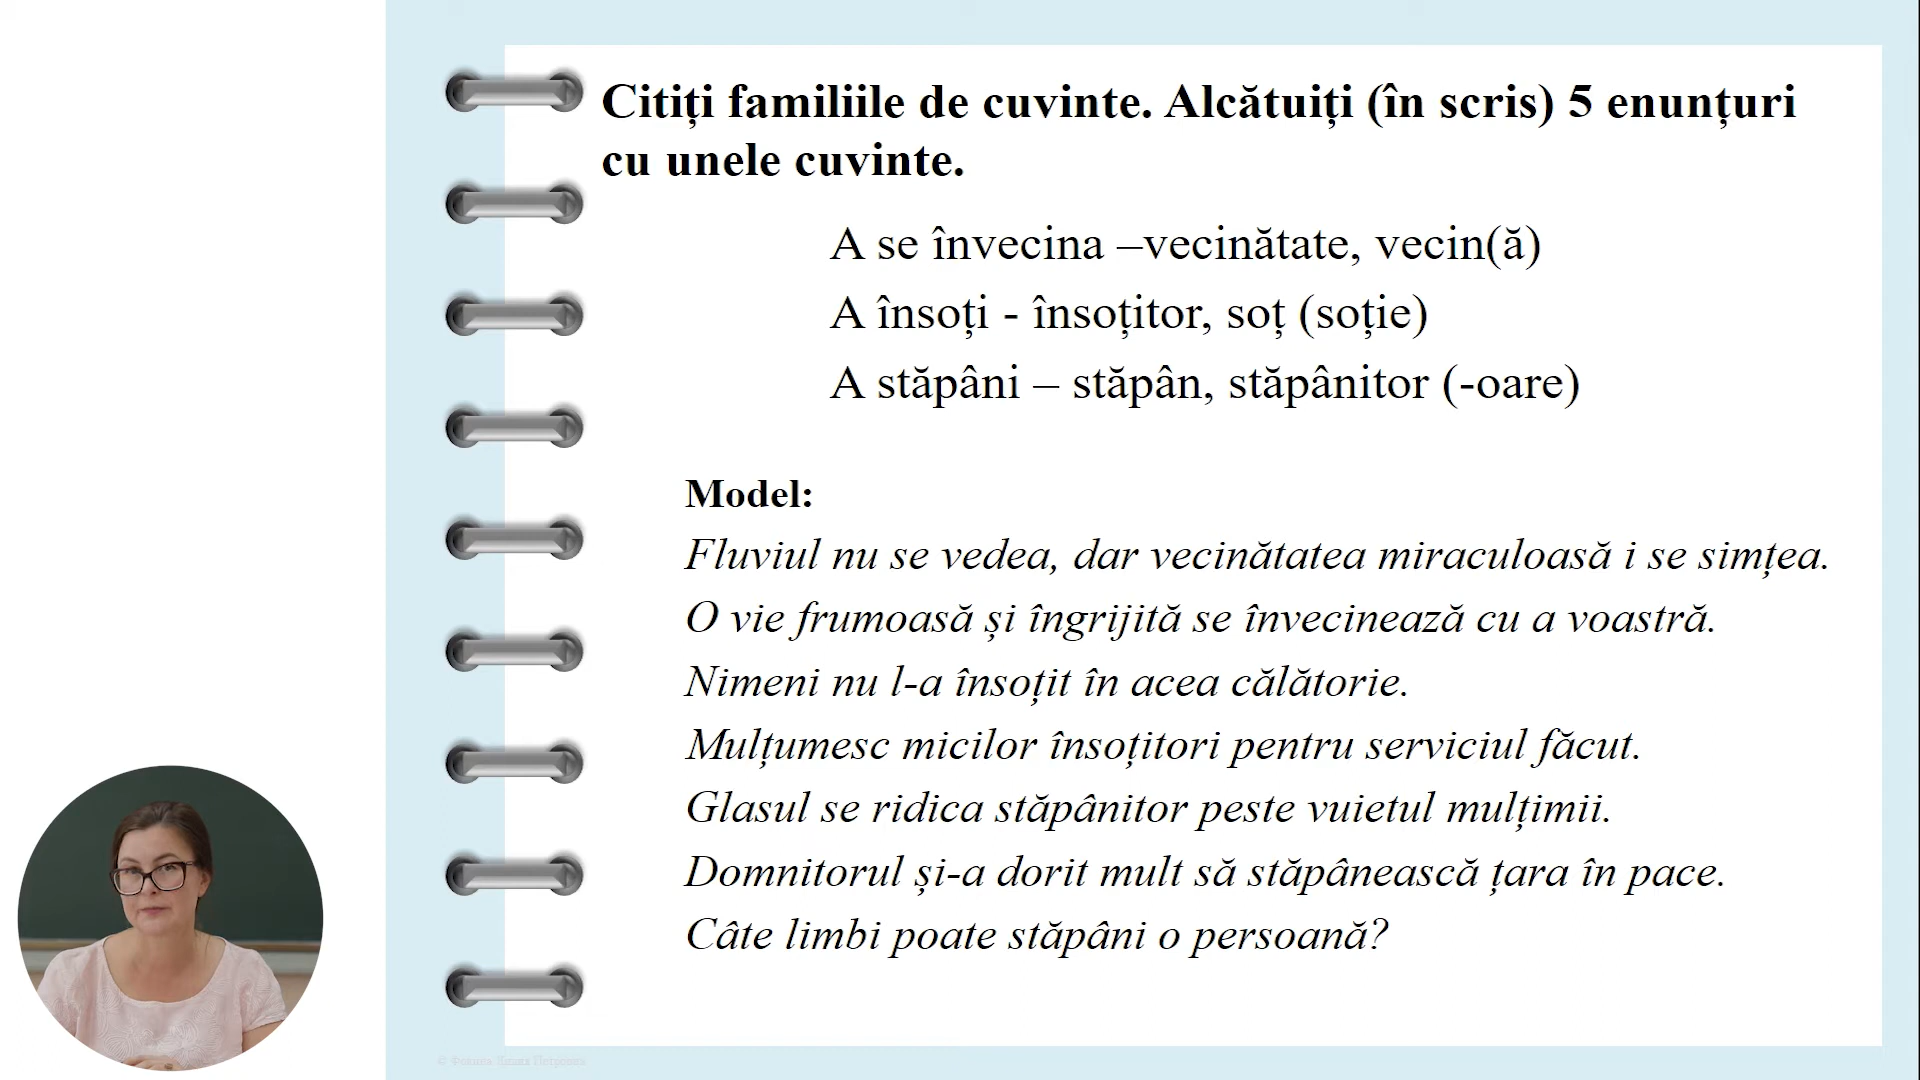 Citiți familiile de cuvinte. Alcătuiți (în scris) 5 enunțuri
cu unele cuvinte.
A se învecina –vecinătate, vecin(ă)
A însoți - însoțitor, soț (soție)
A stăpâni – stăpân, stăpânitor (-oare)
Model:
Fluviul nu se vedea, dar vecinătatea miraculoasă i se simțea.
O vie frumoasă și îngrijită se învecinează cu a voastră.
Nimeni nu l-a însoțit în acea călătorie.
Mulțumesc micilor însoțitori pentru serviciul făcut.
Glasul se ridica stăpânitor peste vuietul mulțimii.
Domnitorul și-a dorit mult să stăpânească țara în pace.
Câte limbi poate stăpâni o persoană?